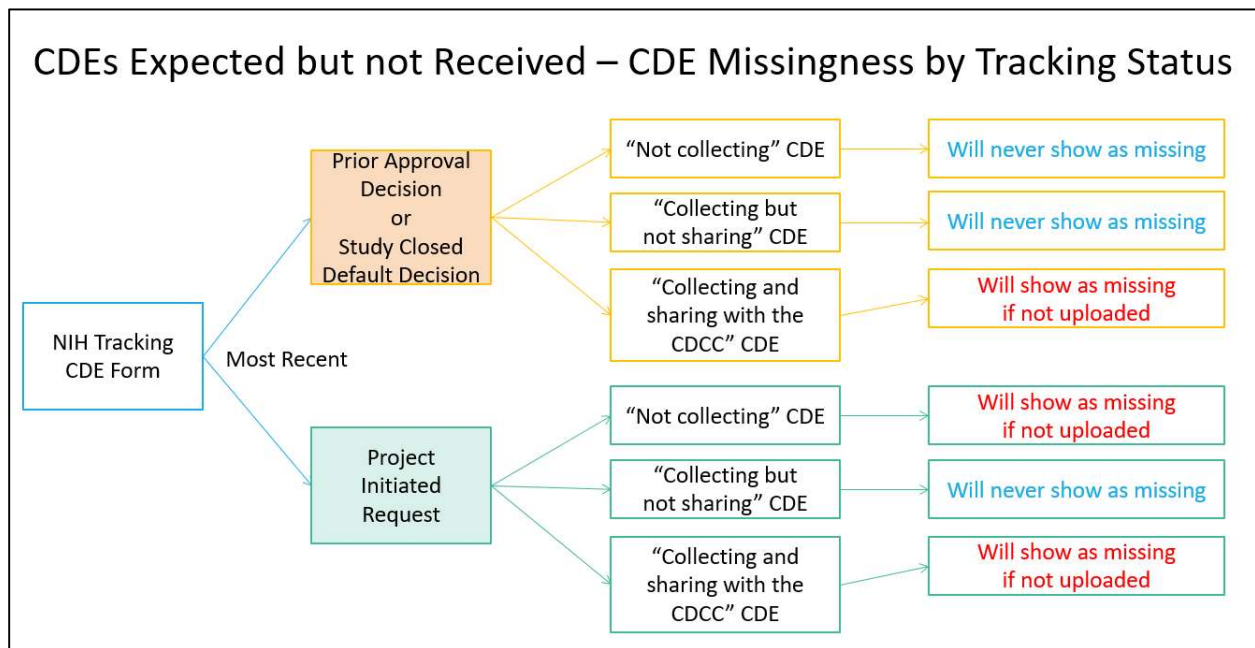 CDEs Expected but not Received – CDE Missingness by Tracking Status
NIH Tracking
CDE Form
Most Recent
Prior Approval
Decision
or
Study Closed
Default Decision
“Not collecting” CDE
Will never show as missing
“Collecting but
not sharing” CDE
Will never show as missing
“Collecting and
sharing with the
CDCC” CDE
Will show as missing
if not uploaded
Project
Initiated
Request
“Not collecting” CDE
Will show as missing
if not uploaded
“Collecting but
not sharing” CDE
Will never show as missing
“Collecting and
sharing with the
CDCC” CDE
Will show as missing
if not uploaded